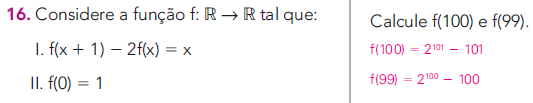 16. Considere a função f: ℝ → ℝ tal que:
I. f(x + 1) – 2f(x) = x
II. f(0) = 1
Calcule f(100) e f(99).
f(100) = 2¹⁰¹ – 101
f(99) = 2¹⁰⁰ – 100